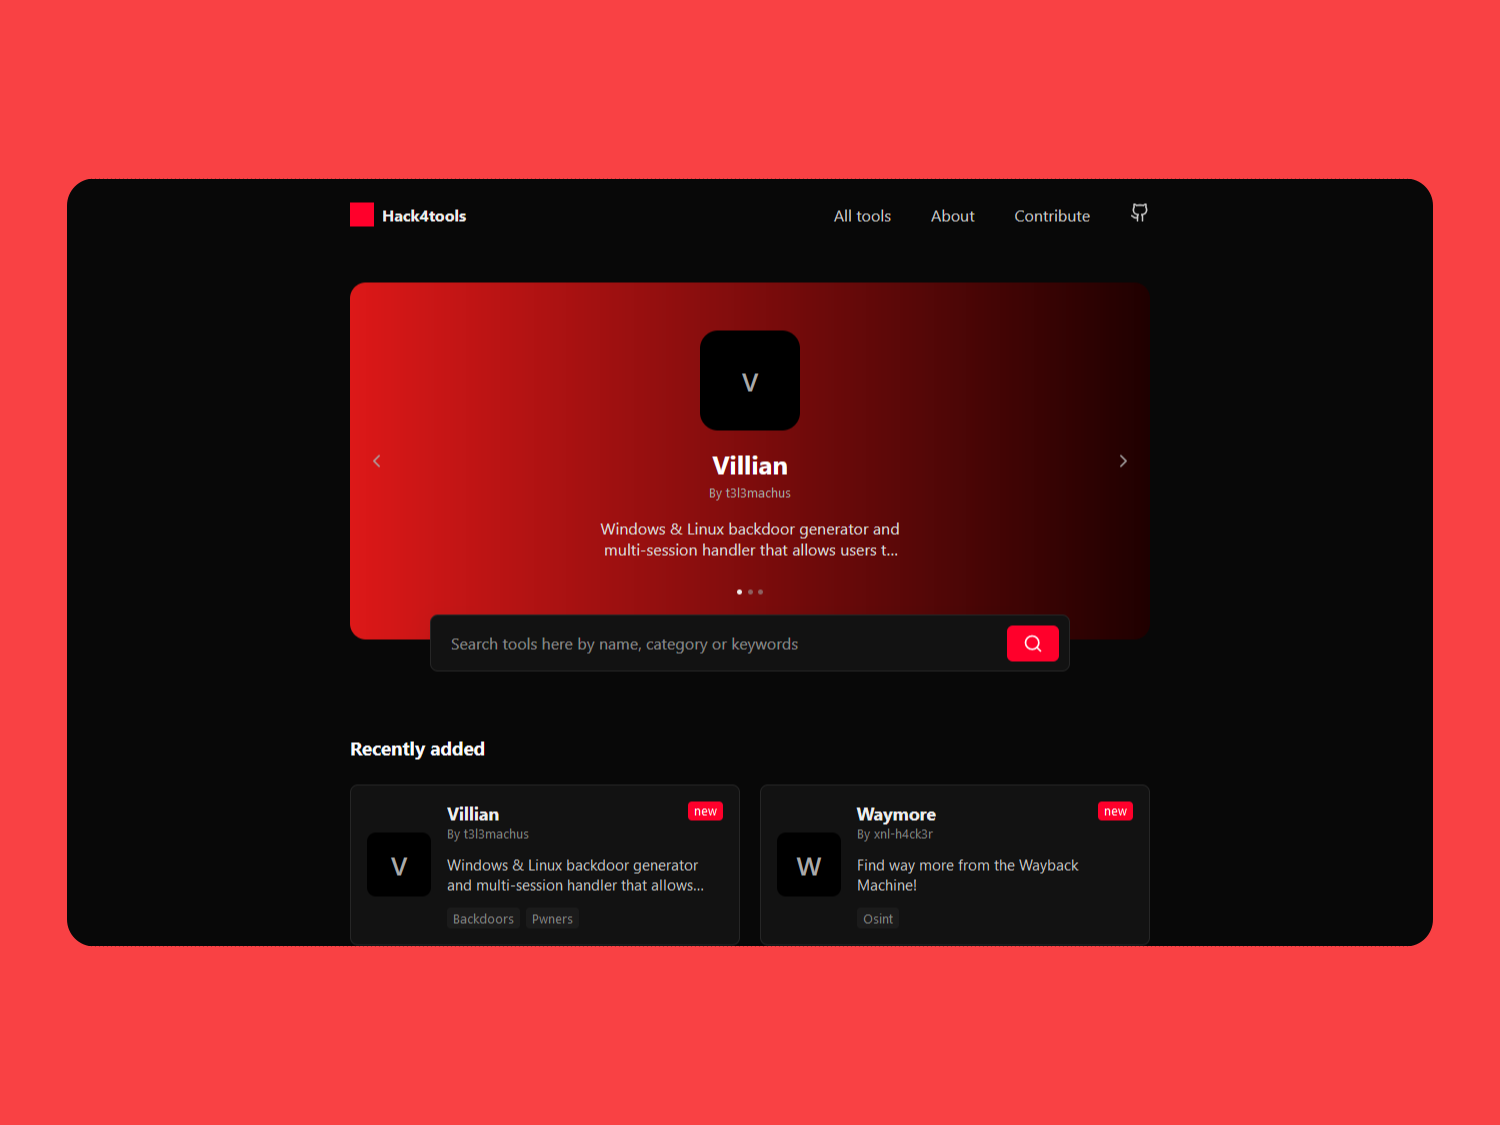 Hack4tools
All tools
About
Contribute
V
Villian
By t3l3machus
Windows & Linux backdoor generator and
multi-session handler that allows users t...
Search tools here by name, category or keywords
Recently added
V
Villian
new
By t3l3machus
Windows & Linux backdoor generator
and multi-session handler that allows...
Backdoors
Pwners
W
Waymore
new
By xnl-h4ck3r
Find way more from the Wayback
Machine!
Osint